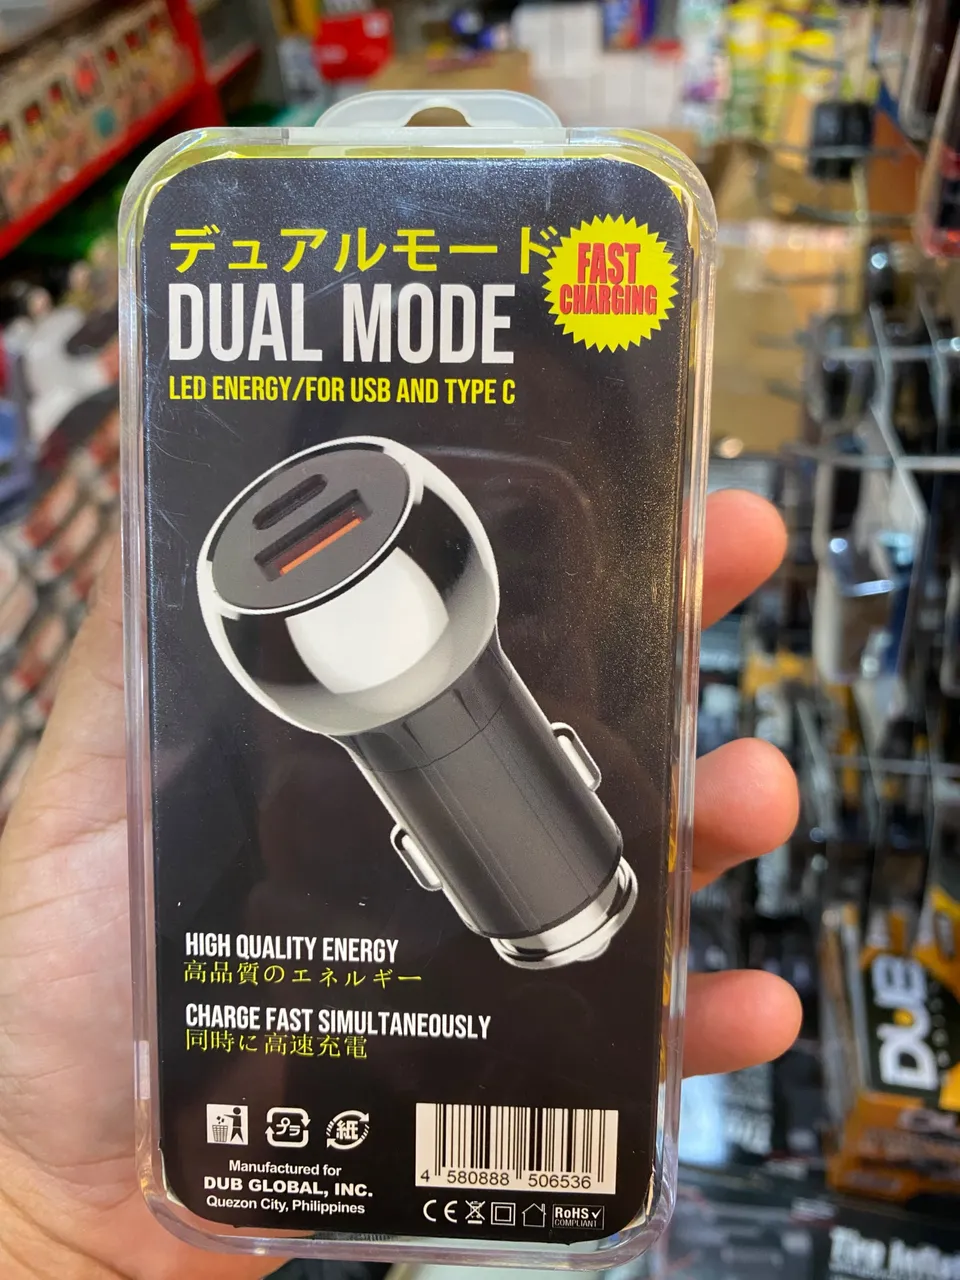 デュアルモード
DUAL MODE
FAST
CHARGING
LED ENERGY/FOR USB AND TYPE C
HIGH QUALITY ENERGY
高品質のエネルギー
CHARGE FAST SIMULTANEOUSLY
同時に高速充電
プラ
紙
Manufactured for
DUB GLOBAL, INC.
Quezon City, Philippines
4 580888 506536
CE
RoHS
COMPLIANT
DUB